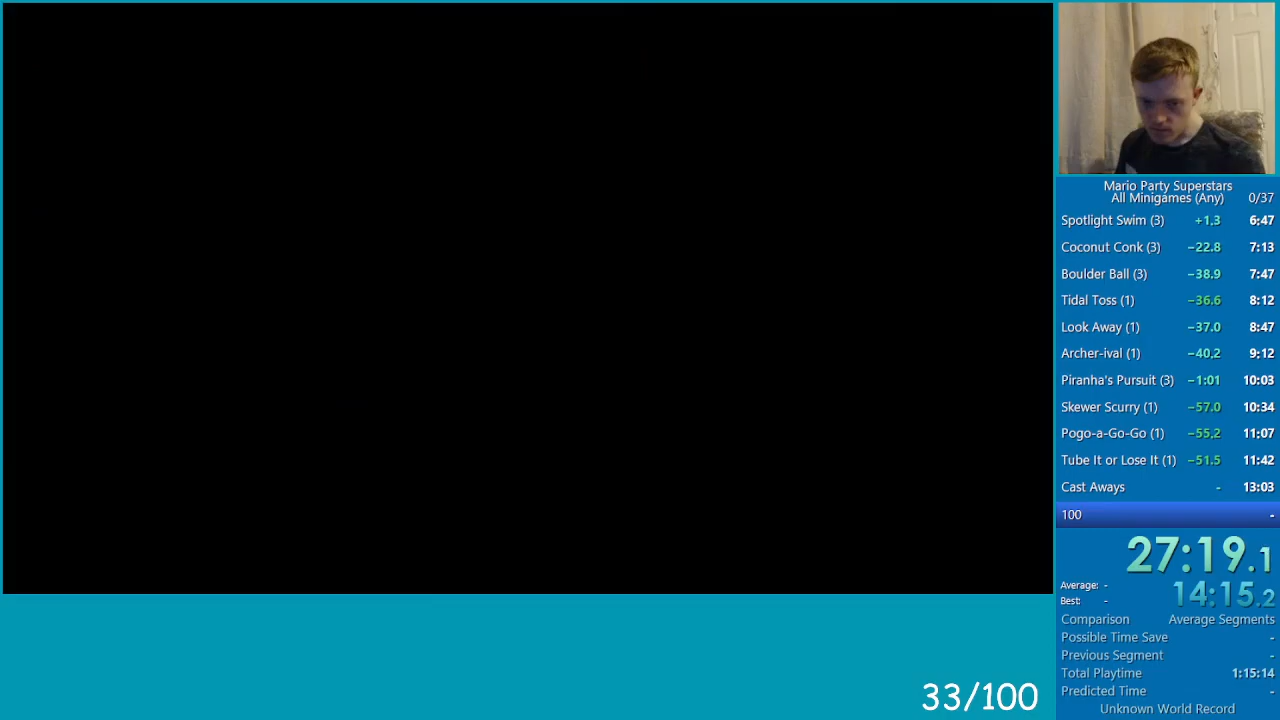 Mario Party Superstars
All Minigames (Any) 0/37
Spotlight Swim (3) +1.3 6:47
Coconut Conk (3) −22.8 7:13
Boulder Ball (3) −38.9 7:47
Tidal Toss (1) −36.6 8:12
Look Away (1) −37.0 8:47
Archer-ival (1) −40.2 9:12
Piranha's Pursuit (3) −1:01 10:03
Skewer Scurry (1) −57.0 10:34
Pogo-a-Go-Go (1) −55.2 11:07
Tube It or Lose It (1) −51.5 11:42
Cast Aways - 13:03
100 -
27:19.1
Average: -
Best: - 14:15.2
Comparison Average Segments
Possible Time Save -
Previous Segment -
Total Playtime 1:15:14
Predicted Time -
Unknown World Record
33/100